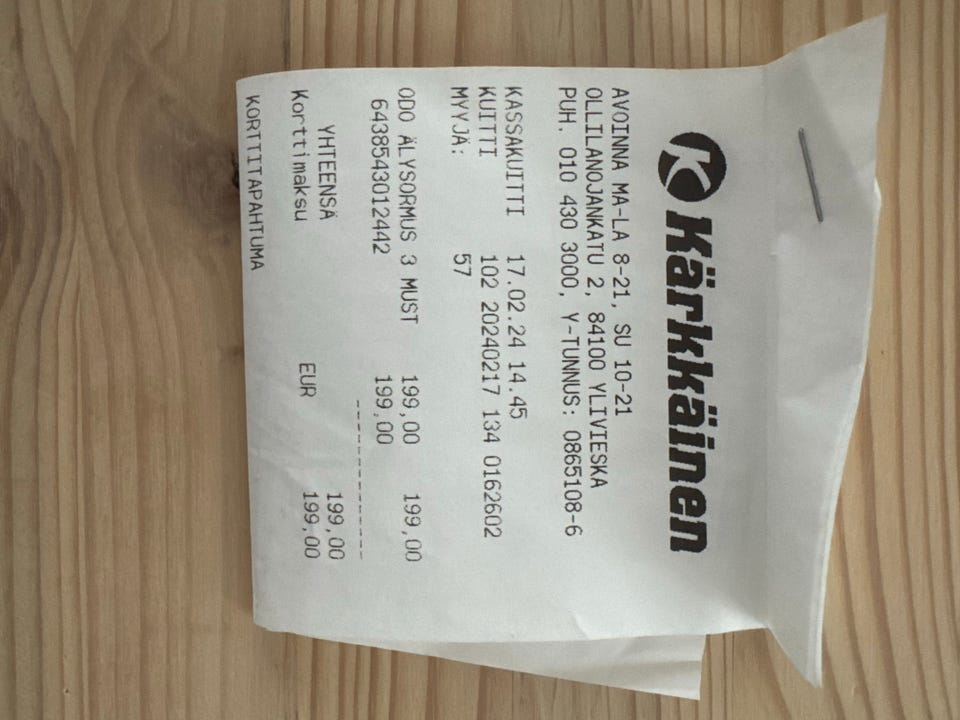 K Kärkkäinen
AVOINNA MA-LA 8-21, SU 10-21
OLLILANOJANKATU 2, 84100 YLIVIESKA
PUH. 010 430 3000, Y-TUNNUS: 0865108-6
KASSAKUITTI 17.02.24 14.45
KUITTI 102 20240217 134 0162602
MYYJÄ: 57
ODO ÄLYSORMUS 3 MUST 199,00 199,00
6438543012442 199,00
YHTEENSÄ 199,00
Korttimaksu EUR 199,00
KORTTITAPAHTUMA